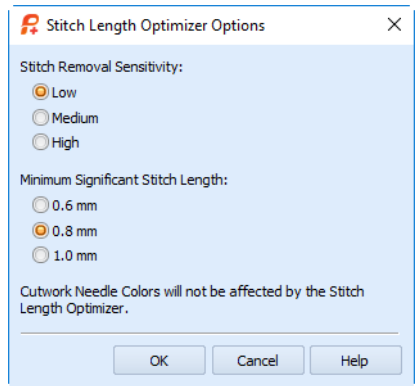 Stitch Length Optimizer Options
Stitch Removal Sensitivity:
Low
Medium
High
Minimum Significant Stitch Length:
0.6 mm
0.8 mm
1.0 mm
Cutwork Needle Colors will not be affected by the Stitch
Length Optimizer.
OK Cancel Help